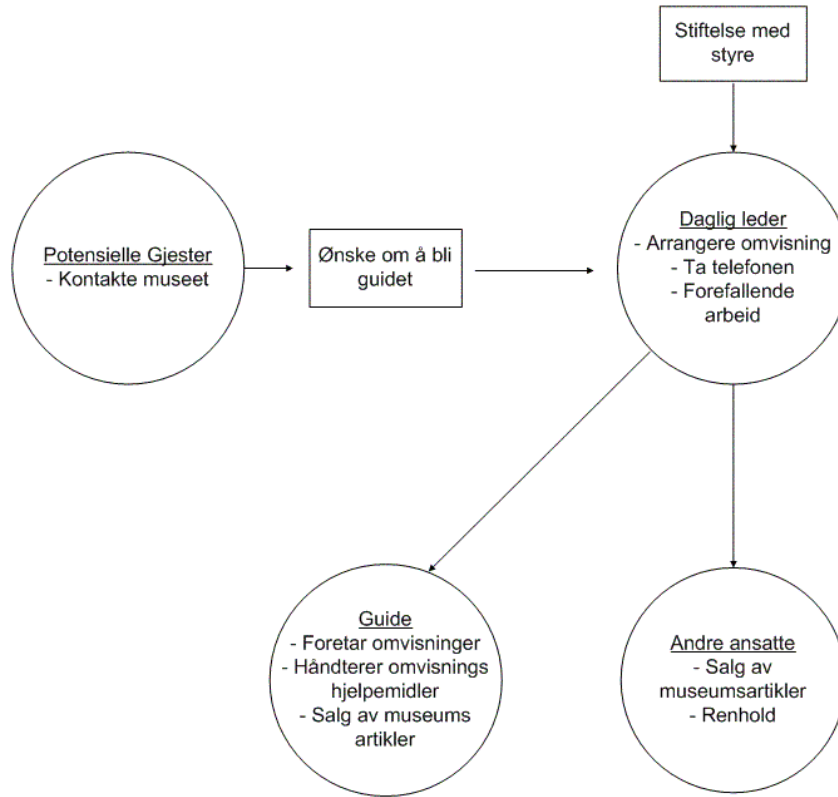 Stiftelse med
styre
Potensielle Gjester
- Kontakte museet
Ønske om å bli
guidet
Daglig leder
- Arrangere omvisning
- Ta telefonen
- Forefallende
arbeid
Guide
- Foretar omvisninger
- Håndterer omvisnings
hjelpemidler
- Salg av museums
artikler
Andre ansatte
- Salg av
museumsartikler
- Renhold